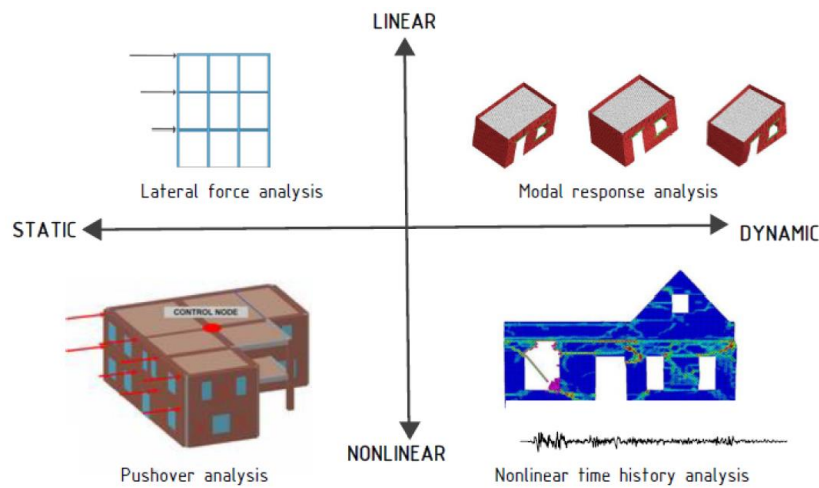 LINEAR
Lateral force analysis
Modal response analysis
STATIC
DYNAMIC
CONTROL NODE
Pushover analysis
NONLINEAR
Nonlinear time history analysis